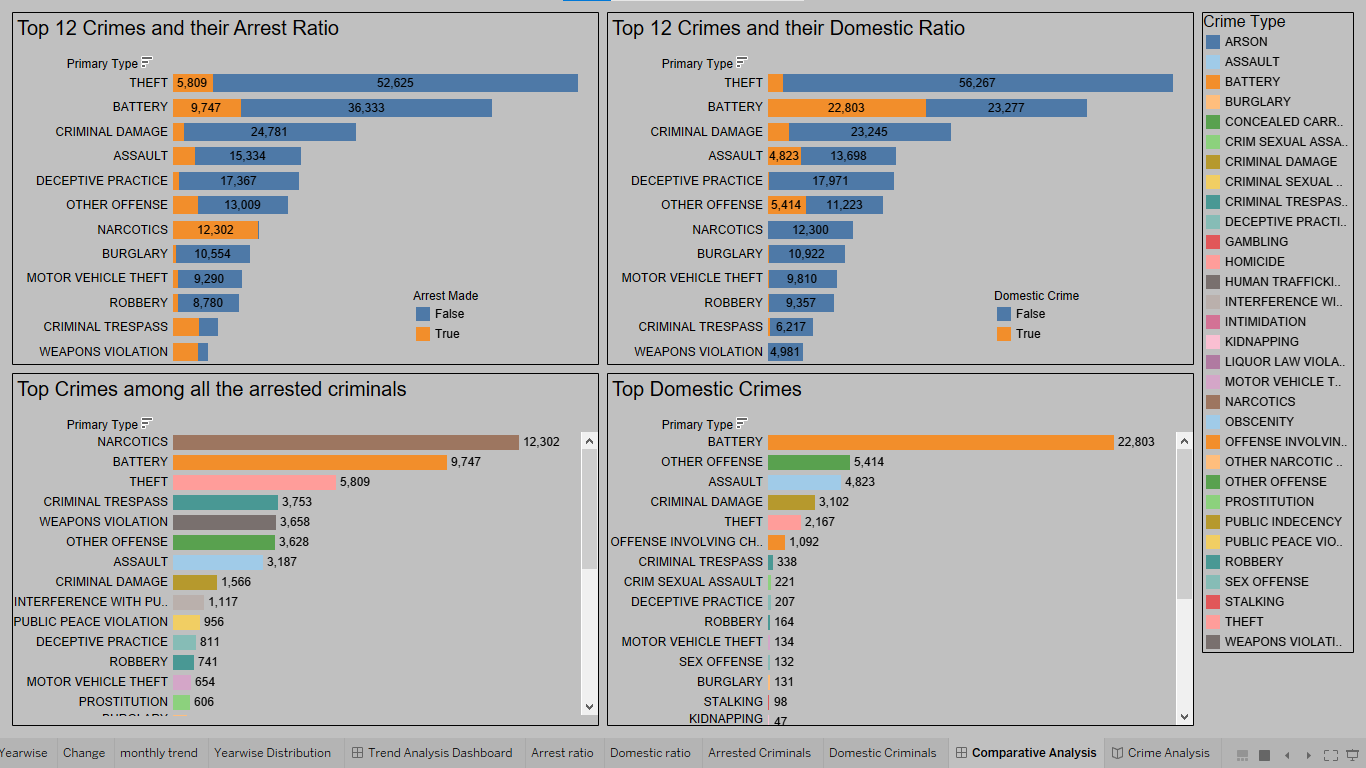 Top 12 Crimes and their Arrest Ratio
Primary Type
THEFT 5,809 52,625
BATTERY 9,747 36,333
CRIMINAL DAMAGE 24,781
ASSAULT 15,334
DECEPTIVE PRACTICE 17,367
OTHER OFFENSE 13,009
NARCOTICS 12,302
BURGLARY 10,554
MOTOR VEHICLE THEFT 9,290
ROBBERY 8,780
CRIMINAL TRESPASS
WEAPONS VIOLATION
Arrest Made
False
True
Top 12 Crimes and their Domestic Ratio
Primary Type
THEFT 56,267
BATTERY 22,803 23,277
CRIMINAL DAMAGE 23,245
ASSAULT 4,823 13,698
DECEPTIVE PRACTICE 17,971
OTHER OFFENSE 5,414 11,223
NARCOTICS 12,300
BURGLARY 10,922
MOTOR VEHICLE THEFT 9,810
ROBBERY 9,357
CRIMINAL TRESPASS 6,217
WEAPONS VIOLATION 4,981
Domestic Crime
False
True
Top Crimes among all the arrested criminals
Primary Type
NARCOTICS 12,302
BATTERY 9,747
THEFT 5,809
CRIMINAL TRESPASS 3,753
WEAPONS VIOLATION 3,658
OTHER OFFENSE 3,628
ASSAULT 3,187
CRIMINAL DAMAGE 1,566
INTERFERENCE WITH PU.. 1,117
PUBLIC PEACE VIOLATION 956
DECEPTIVE PRACTICE 811
ROBBERY 741
MOTOR VEHICLE THEFT 654
PROSTITUTION 606
Top Domestic Crimes
Primary Type
BATTERY 22,803
OTHER OFFENSE 5,414
ASSAULT 4,823
CRIMINAL DAMAGE 3,102
THEFT 2,167
OFFENSE INVOLVING CH.. 1,092
CRIMINAL TRESPASS 338
CRIM SEXUAL ASSAULT 221
DECEPTIVE PRACTICE 207
ROBBERY 164
MOTOR VEHICLE THEFT 134
SEX OFFENSE 132
BURGLARY 131
STALKING 98
KIDNAPPING 47
Crime Type
ARSON
ASSAULT
BATTERY
BURGLARY
CONCEALED CARR..
CRIM SEXUAL ASSA..
CRIMINAL DAMAGE
CRIMINAL SEXUAL ..
CRIMINAL TRESPAS..
DECEPTIVE PRACTI..
GAMBLING
HOMICIDE
HUMAN TRAFFICKI..
INTERFERENCE WI..
INTIMIDATION
KIDNAPPING
LIQUOR LAW VIOLA..
MOTOR VEHICLE T..
NARCOTICS
OBSCENITY
OFFENSE INVOLVIN..
OTHER NARCOTIC ..
OTHER OFFENSE
PROSTITUTION
PUBLIC INDECENCY
PUBLIC PEACE VIO..
ROBBERY
SEX OFFENSE
STALKING
THEFT
WEAPONS VIOLATI..
Yearwise Change monthly trend Yearwise Distribution Trend Analysis Dashboard Arrest ratio Domestic ratio Arrested Criminals Domestic Criminals Comparative Analysis Crime Analysis